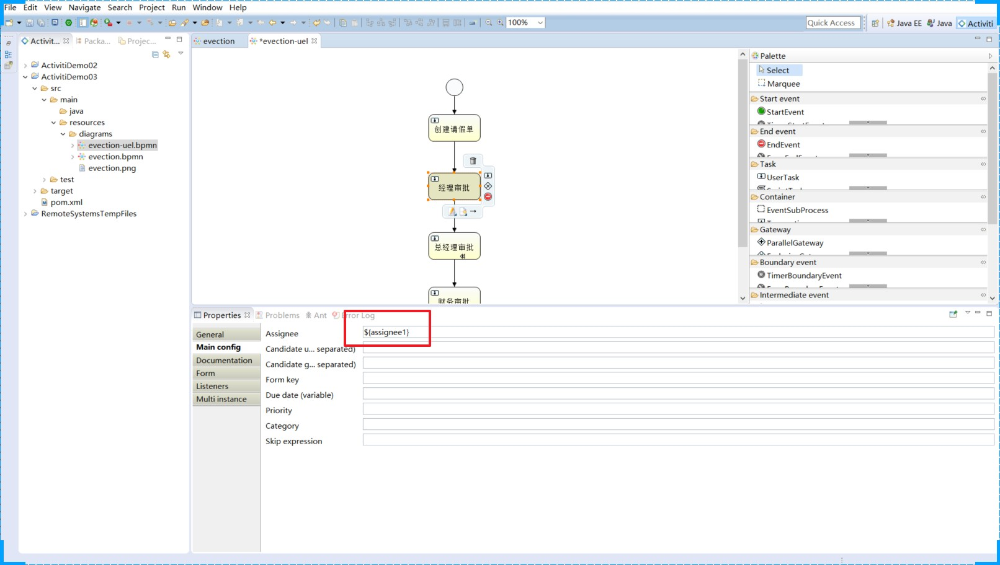 File Edit View Navigate Search Project Run Window Help
100%
Quick Access
Java EE
Java
Activiti
Activit...
Packa...
Projec...
ActivitiDemo02
ActivitiDemo03
src
main
java
resources
diagrams
evection-uel.bpmn
evection.bpmn
evection.png
test
target
pom.xml
RemoteSystemsTempFiles
evection
*evection-uel
创建请假单
经理审批
总经理审批
财务审批
Palette
Select
Marquee
Start event
StartEvent
End event
EndEvent
Task
UserTask
Container
EventSubProcess
Gateway
ParallelGateway
Boundary event
TimerBoundaryEvent
Intermediate event
Properties
Problems
Ant
Error Log
General
Main config
Documentation
Form
Listeners
Multi instance
Assignee
${assignee1}
Candidate u... separated)
Candidate g... separated)
Form key
Due date (variable)
Priority
Category
Skip expression